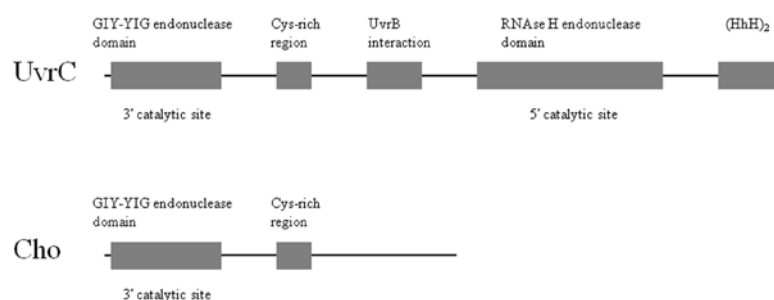 GIY-YIG endonuclease Cys-rich UvrB RNAse H endonuclease (HhH)2
domain region interaction domain
UvrC
3' catalytic site 5' catalytic site
GIY-YIG endonuclease Cys-rich
domain region
Cho
3' catalytic site